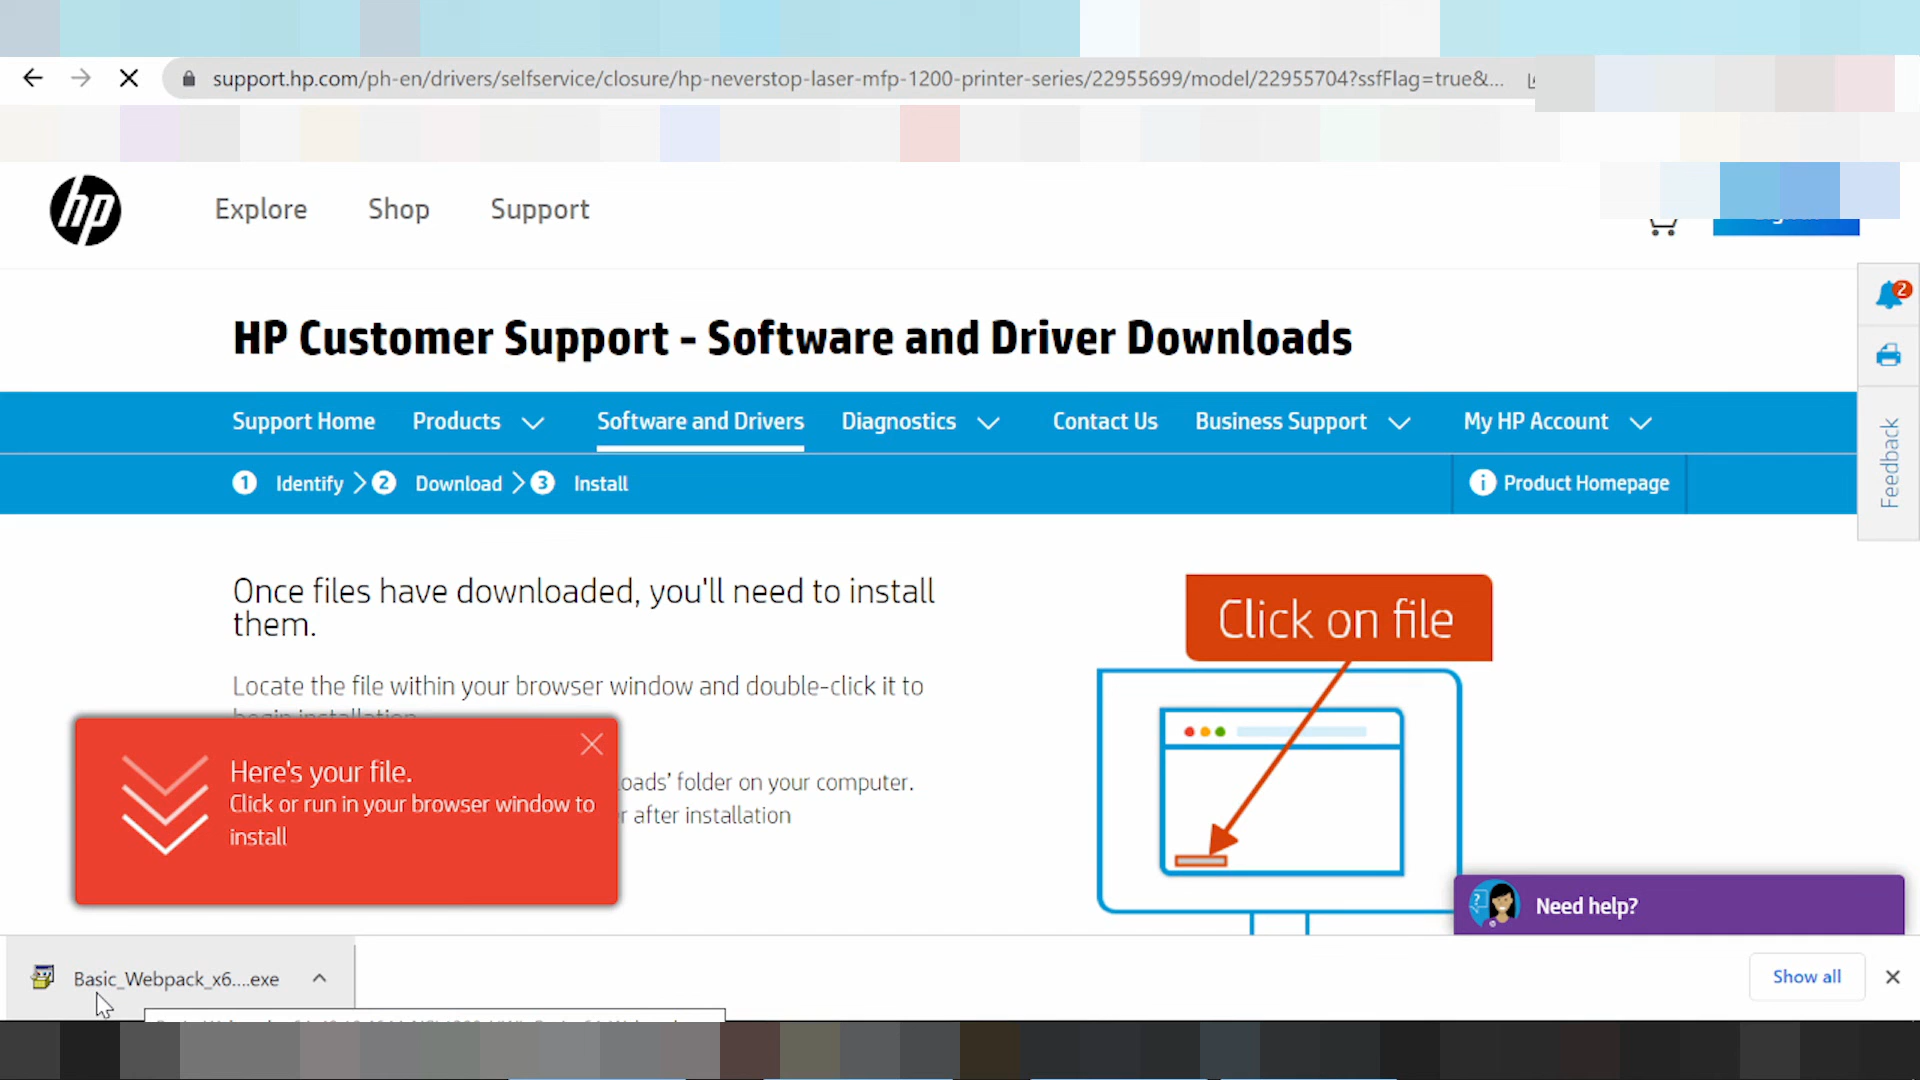 support.hp.com/ph-en/drivers/selfservice/closure/hp-neverstop-laser-mfp-1200-printer-series/22955699/model/22955704?ssfFlag=true&...
hp
Explore Shop Support
2
HP Customer Support - Software and Driver Downloads
Support Home Products Software and Drivers Diagnostics Contact Us Business Support My HP Account
1 Identify 2 Download 3 Install
i Product Homepage
Feedback
Once files have downloaded, you'll need to install
them.
Locate the file within your browser window and double-click it to
begin installation
oads' folder on your computer.
r after installation
Click on file
Here's your file.
Click or run in your browser window to
install
? Need help?
Basic_Webpack_x6....exe
Show all